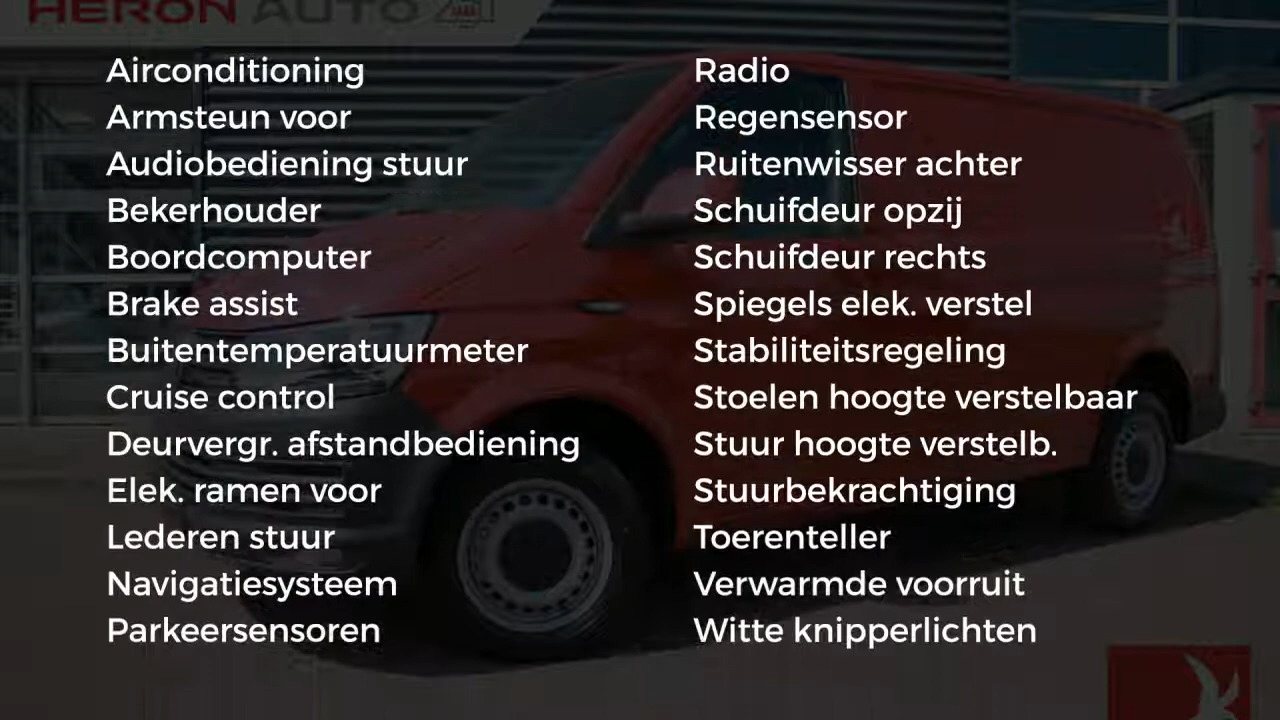 HERON AUTO
Airconditioning
Armsteun voor
Audiobediening stuur
Bekerhouder
Boordcomputer
Brake assist
Buitentemperatuurmeter
Cruise control
Deurvergr. afstandbediening
Elek. ramen voor
Lederen stuur
Navigatiesysteem
Parkeersensoren
Radio
Regensensor
Ruitenwisser achter
Schuifdeur opzij
Schuifdeur rechts
Spiegels elek. verstel
Stabiliteitsregeling
Stoelen hoogte verstelbaar
Stuur hoogte verstelb.
Stuurbekrachtiging
Toerenteller
Verwarmde voorruit
Witte knipperlichten